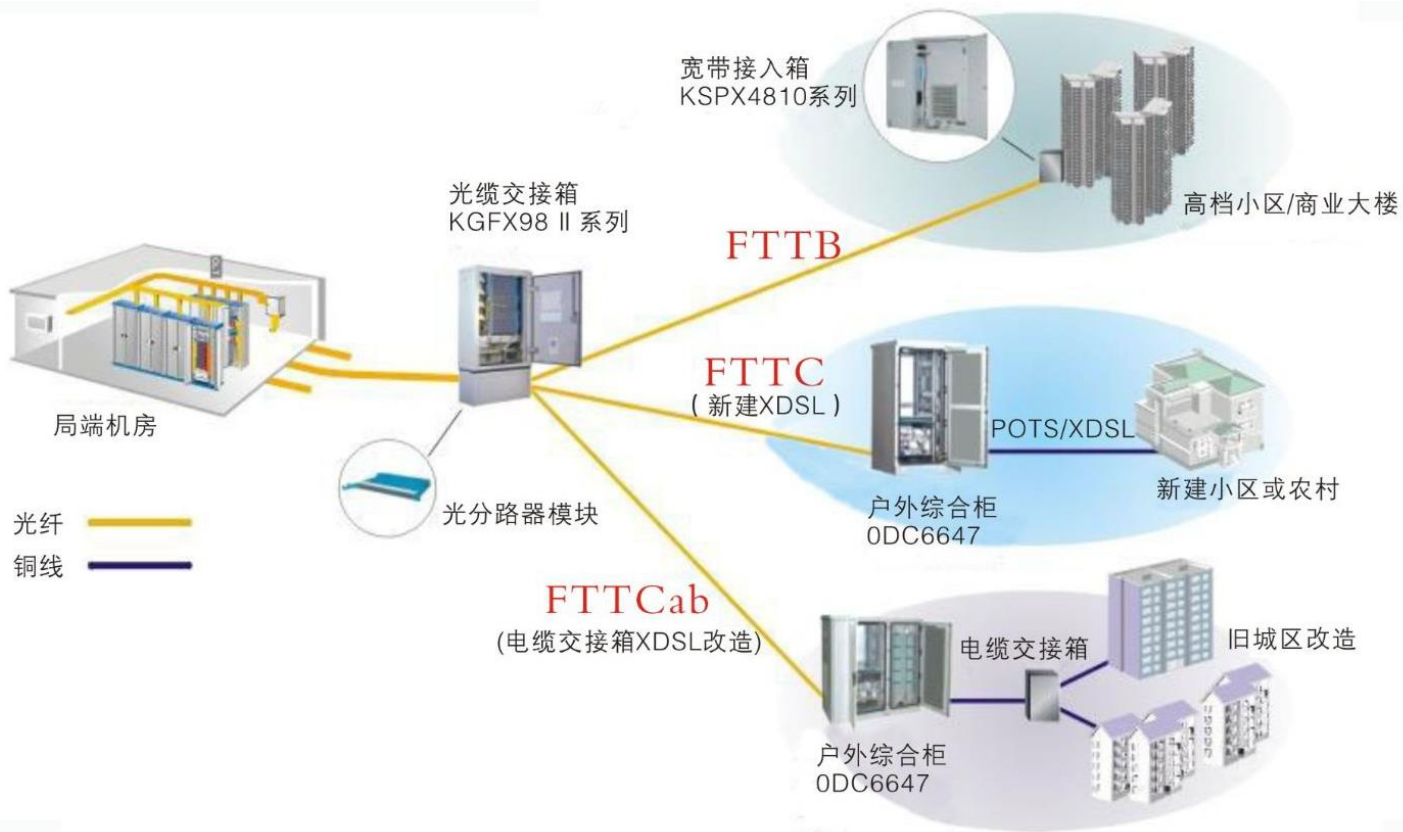 宽带接入箱
KSPX4810系列
高档小区/商业大楼
光缆交接箱
KGFX98 II 系列
FTTB
局端机房
FTTC
( 新建XDSL )
POTS/XDSL
新建小区或农村
户外综合柜
0DC6647
光分路器模块
光纤
铜线
FTTCab
(电缆交接箱XDSL改造)
电缆交接箱
旧城区改造
户外综合柜
0DC6647